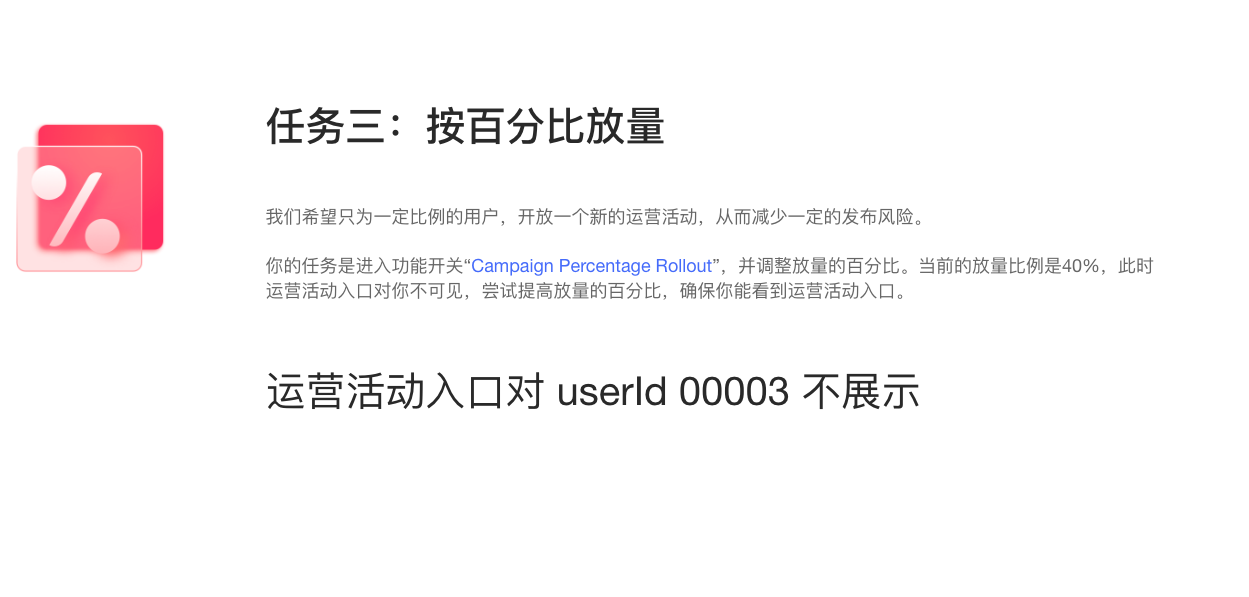 任务三：按百分比放量
我们希望只为一定比例的用户，开放一个新的运营活动，从而减少一定的发布风险。
你的任务是进入功能开关“Campaign Percentage Rollout”，并调整放量的百分比。当前的放量比例是40%，此时
运营活动入口对你不可见，尝试提高放量的百分比，确保你能看到运营活动入口。
运营活动入口对 userId 00003 不展示